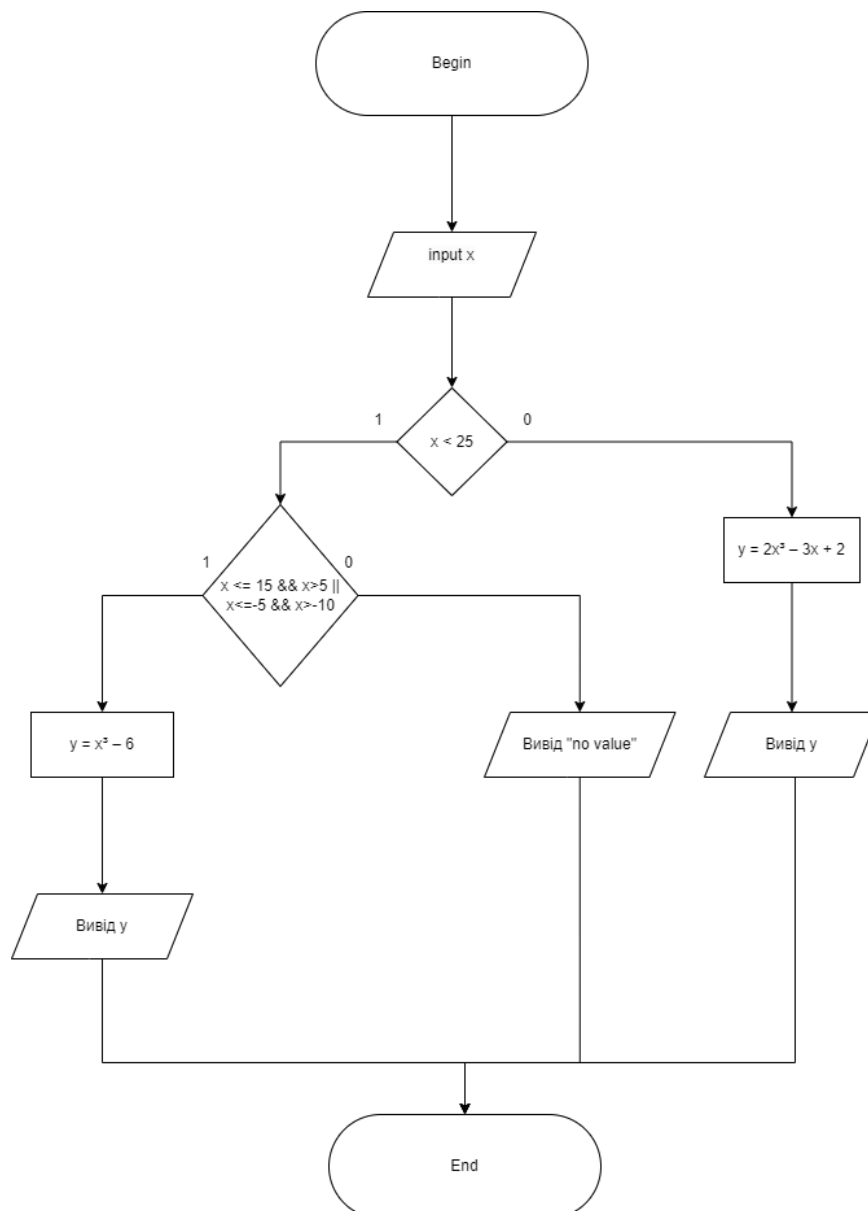 Begin
input x
1
0
x < 25
1
0
x <= 15 && x>5 ||
x<=-5 && x>-10
y = 2x³ – 3x + 2
y = x³ – 6
Вивід "no value"
Вивід y
Вивід y
End